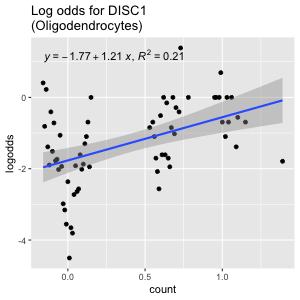 Log odds for DISC1
(Oligodendrocytes)
y = −1.77 + 1.21 x, R² = 0.21
logodds
0
-2
-4
0.0 0.5 1.0
count